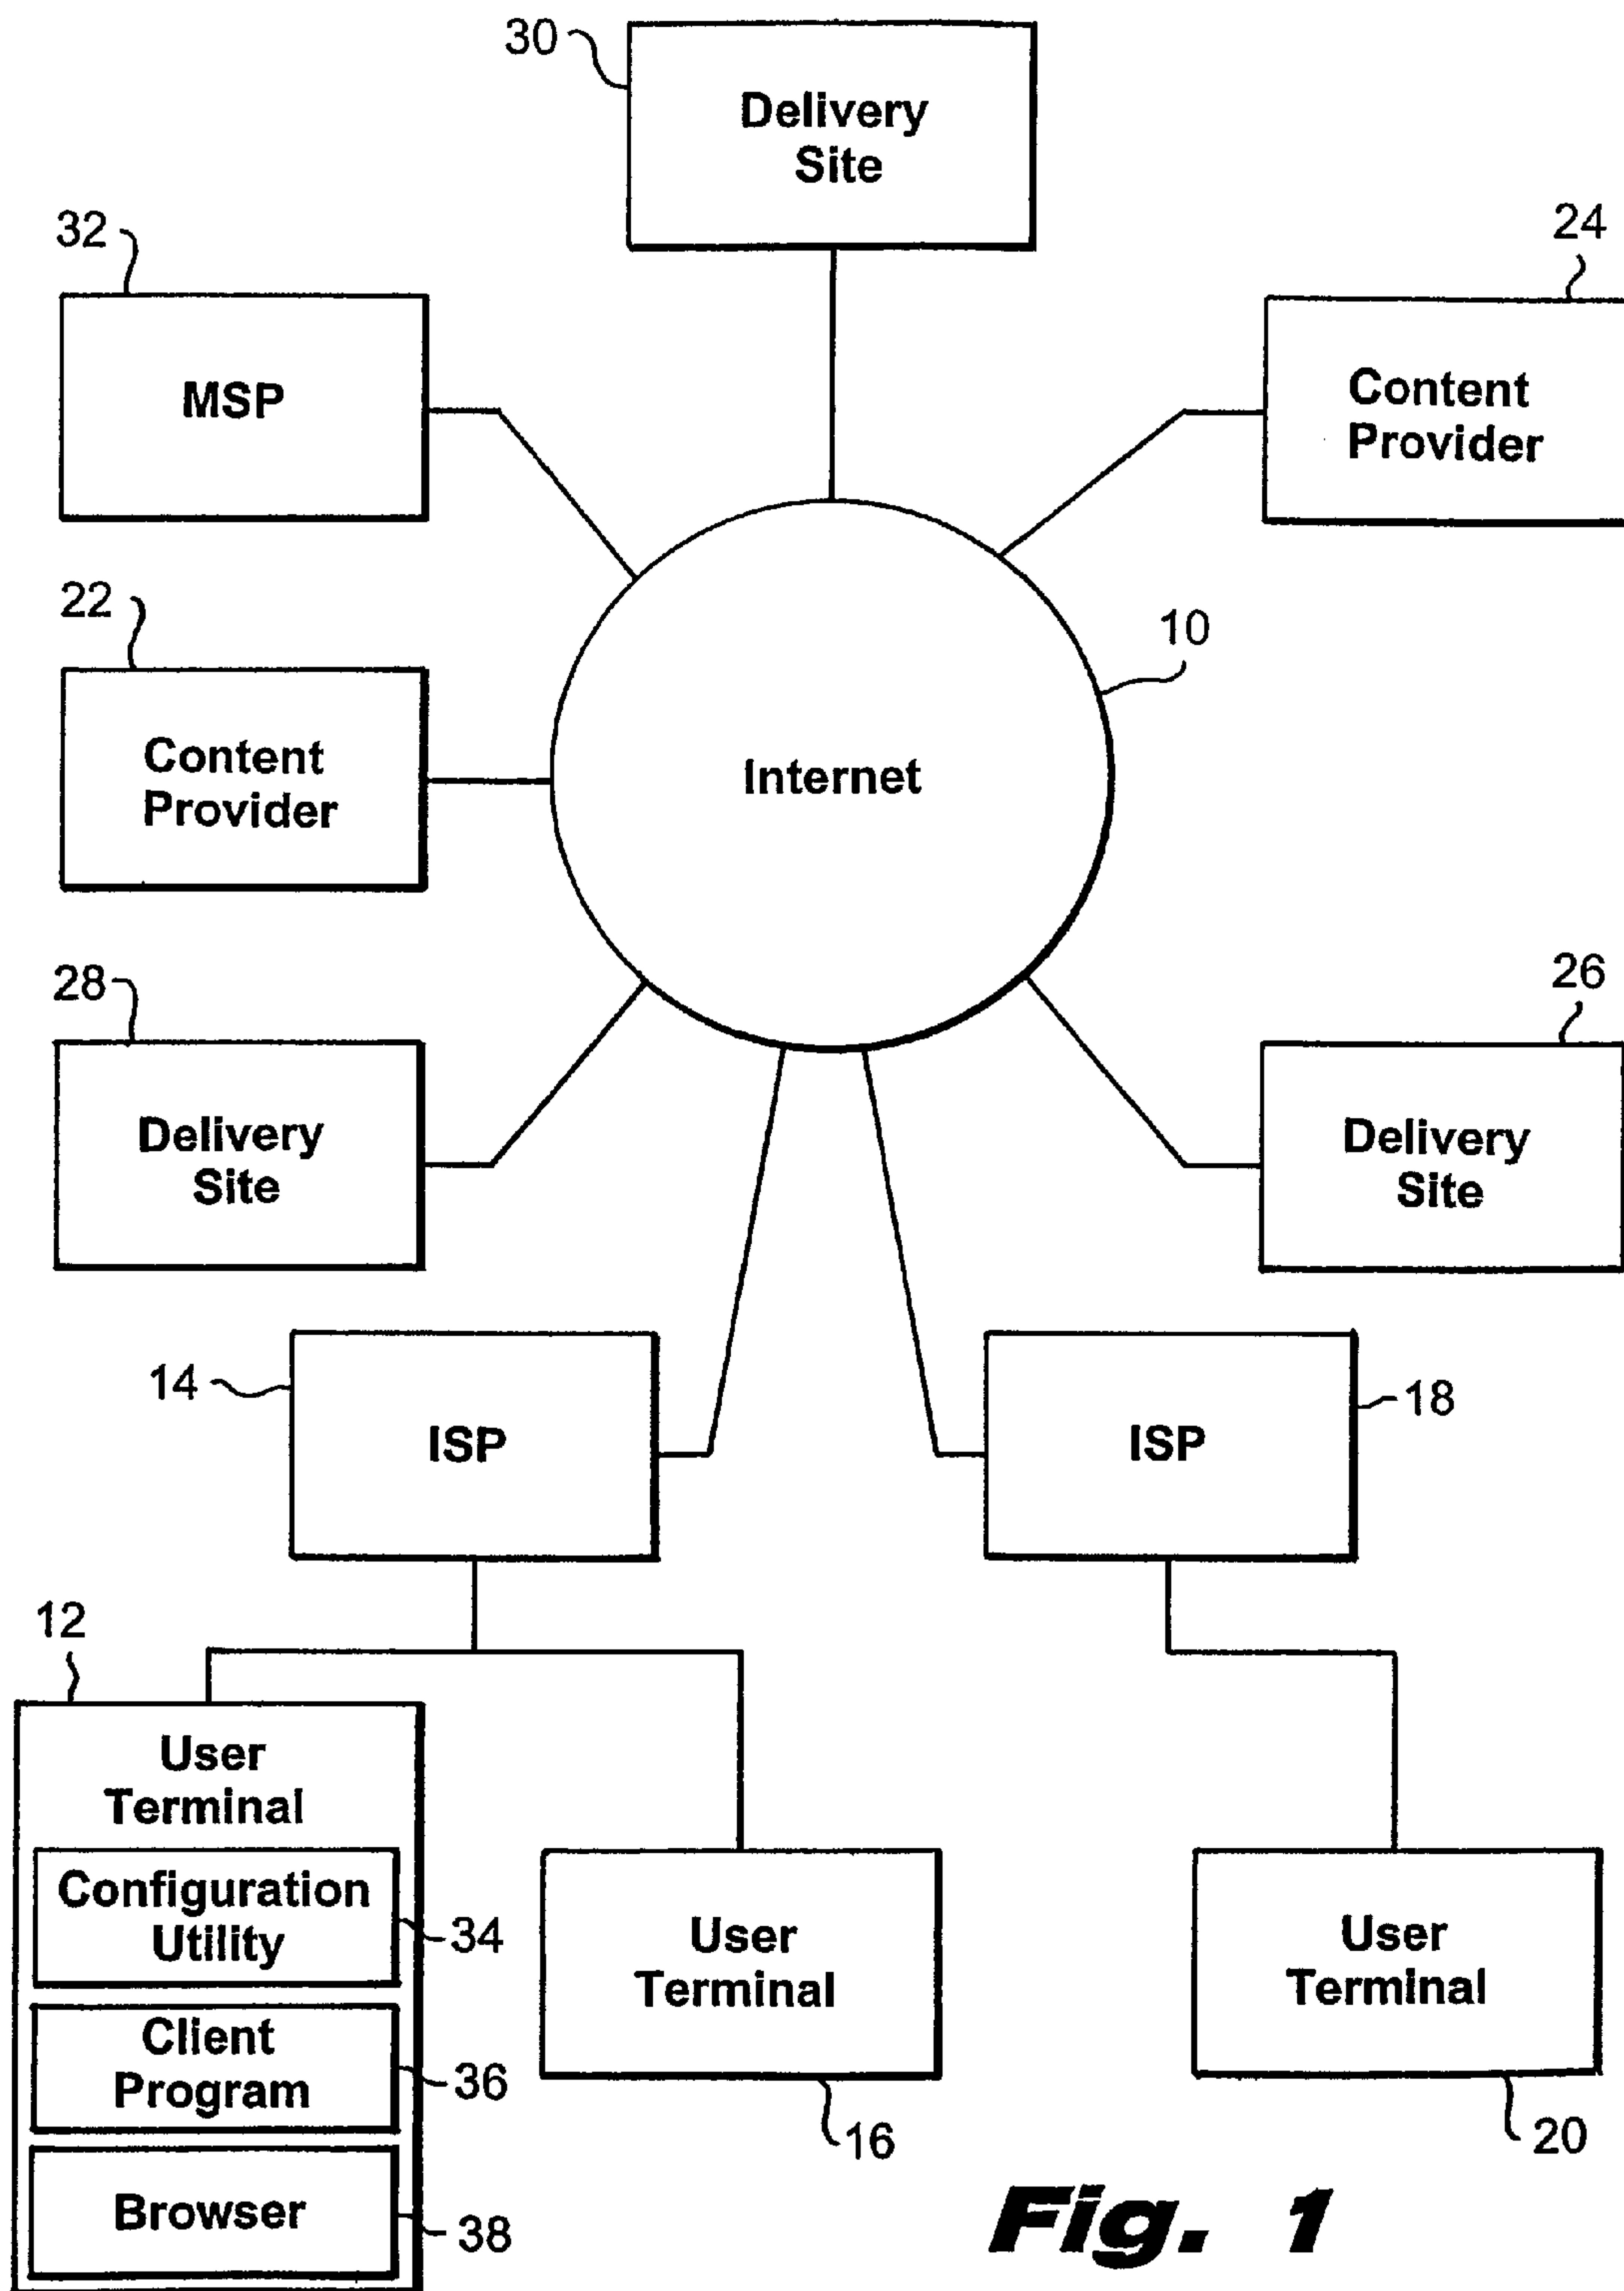 30
Delivery
Site
32
24
MSP
Content
Provider
22
10
Content
Provider
Internet
28
26
Delivery
Site
Delivery
Site
14
ISP
18
ISP
12
User
Terminal
Configuration
Utility
34
Client
Program
36
Browser
38
User
Terminal
16
User
Terminal
20
Fig. 1